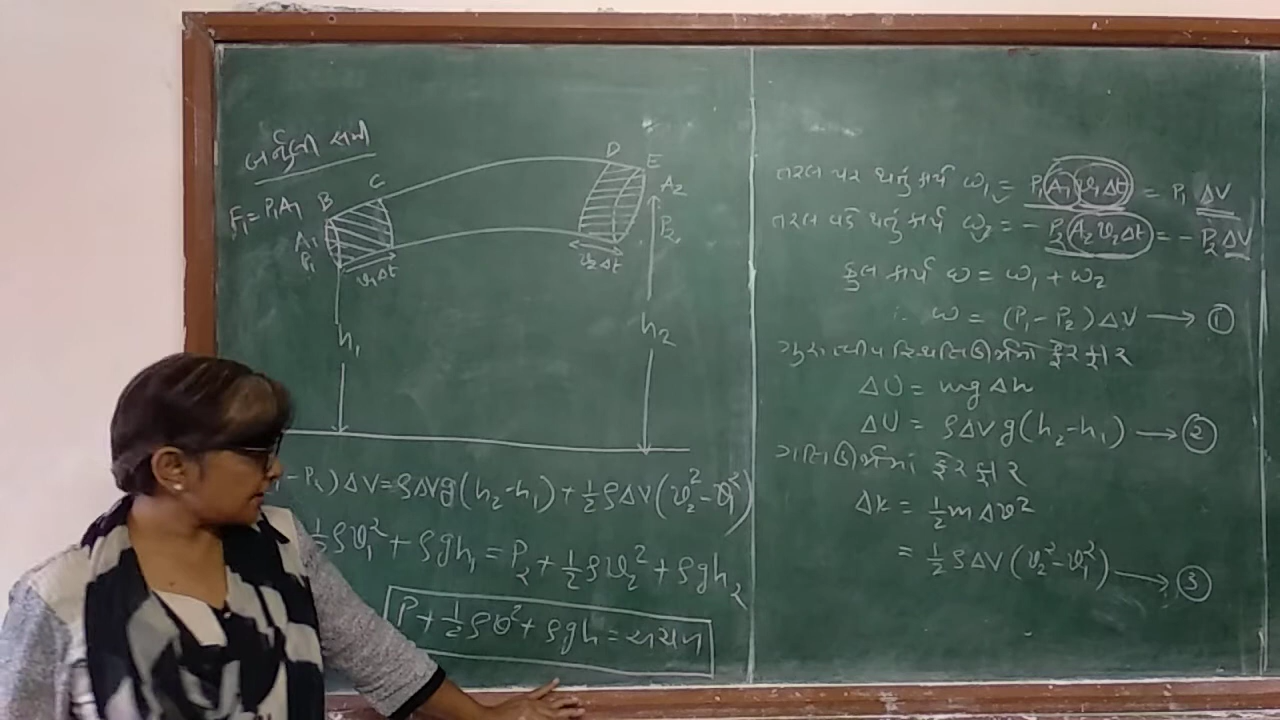 બર્નુલી સમી
F₁ = P₁A₁
B C D E
A₁
P₁
v₁Δt
A₂
P₂
v₂Δt
h₁
h₂
- P₂) ΔV = ρΔVg(h₂-h₁) + ½ρΔV(v₂²-v₁²)
½ρv₁² + ρgh₁ = P₂ + ½ρv₂² + ρgh₂
P + ½ρv² + ρgh = અચળ
તરલ પર થતું કાર્ય ω₁ = P₁A₁v₁Δt = P₁ΔV
તરલ વડે થતું કાર્ય ω₂ = - P₂A₂v₂Δt = - P₂ΔV
કુલ કાર્ય ω = ω₁ + ω₂
∴ ω = (P₁ - P₂) ΔV → ①
ગુરુત્વીય સ્થિતિઊર્જામાં ફેરફાર
ΔU = mgΔh
ΔU = ρΔVg(h₂-h₁) → ②
ગતિઊર્જામાં ફેરફાર
Δk = ½mΔv²
= ½ρΔV(v₂²-v₁²) → ③